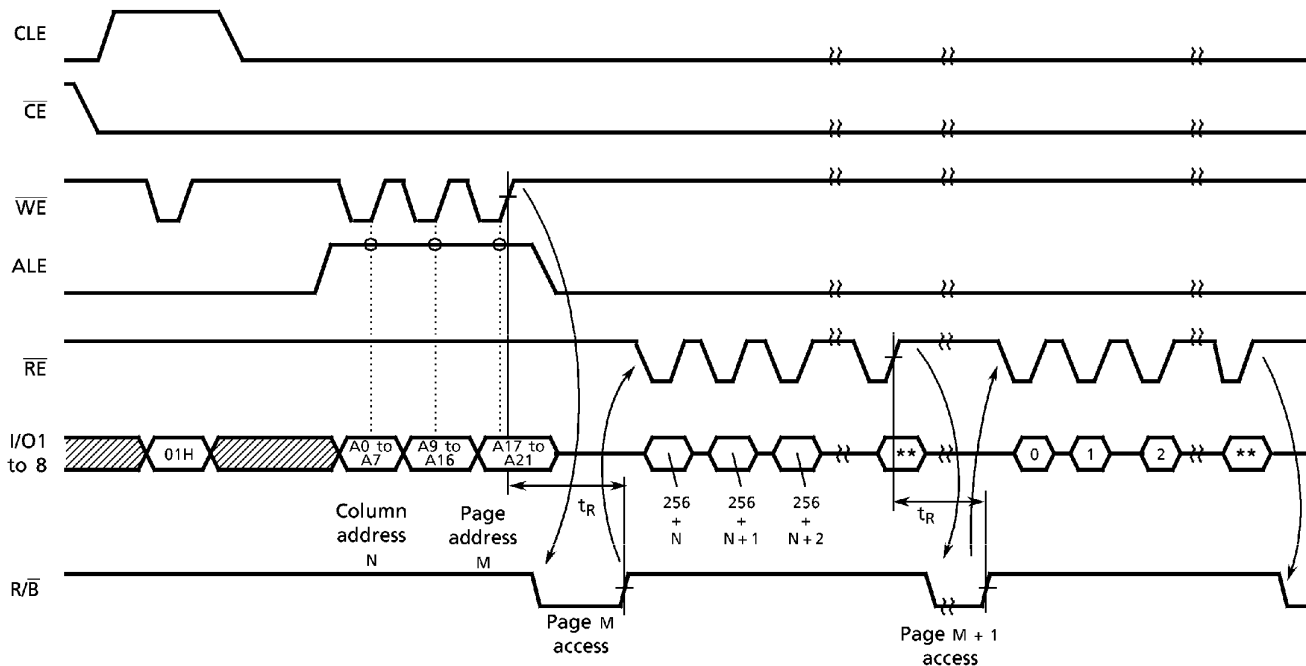 CLE
CE
WE
ALE
RE
I/O1
to 8
01H
A0 to
A7
A9 to
A16
A17 to
A21
**
0
1
2
**
tR
256
+
N
256
+
N + 1
256
+
N + 2
tR
Column
address
N
Page
address
M
R/B
Page M
access
Page M + 1
access